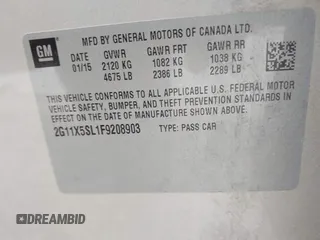 GM
MFD BY GENERAL MOTORS OF CANADA LTD.
DATE GVWR GAWR FRT GAWR RR
01/15 2120 KG 1082 KG 1038 KG
4675 LB 2386 LB 2289 LB
THIS VEHICLE CONFORMS TO ALL APPLICABLE U.S. FEDERAL MOTOR
VEHICLE SAFETY, BUMPER, AND THEFT PREVENTION STANDARDS
IN EFFECT ON THE DATE OF MANUFACTURE SHOWN ABOVE.
2G11X5SL1F9208903 TYPE: PASS CAR
DREAMBID